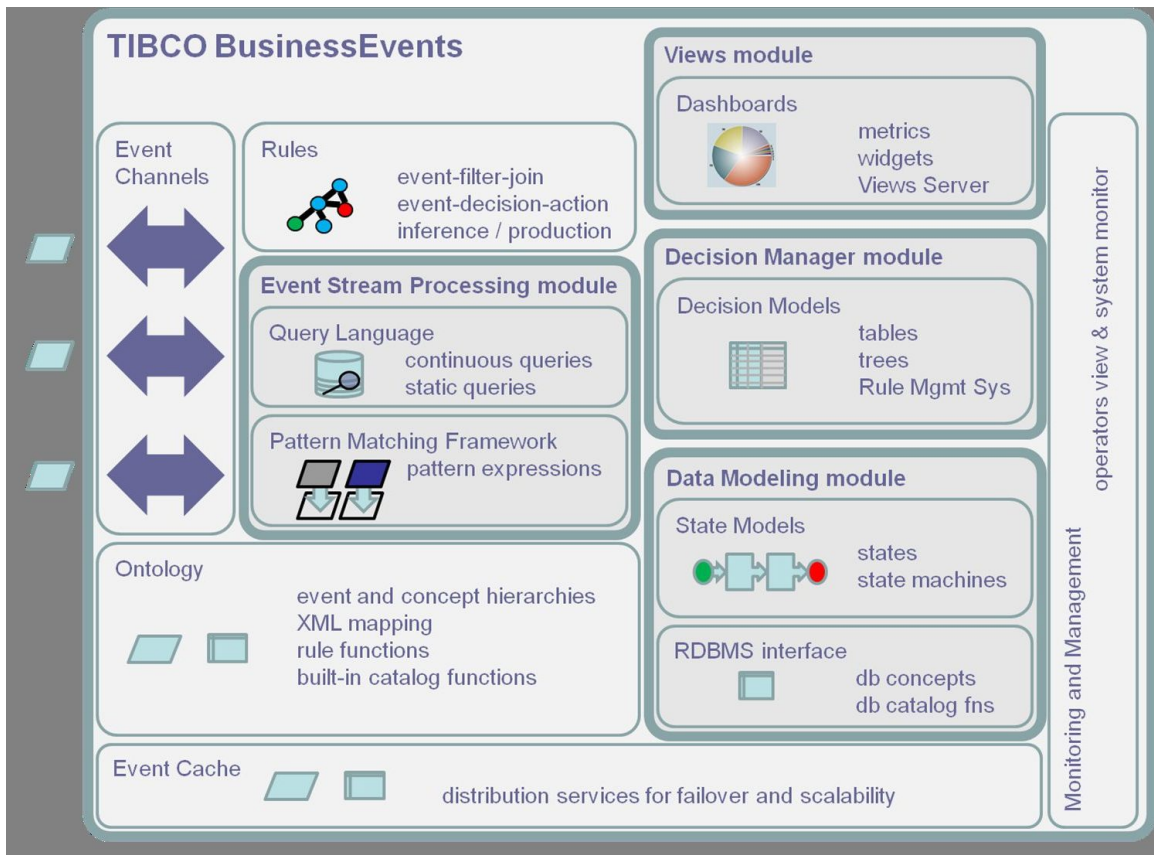 TIBCO BusinessEvents
Event
Channels
Rules
event-filter-join
event-decision-action
inference / production
Event Stream Processing module
Query Language
continuous queries
static queries
Pattern Matching Framework
pattern expressions
Ontology
event and concept hierarchies
XML mapping
rule functions
built-in catalog functions
Views module
Dashboards
metrics
widgets
Views Server
Decision Manager module
Decision Models
tables
trees
Rule Mgmt Sys
Data Modeling module
State Models
states
state machines
RDBMS interface
db concepts
db catalog fns
Event Cache
distribution services for failover and scalability
Monitoring and Management
operators view & system monitor